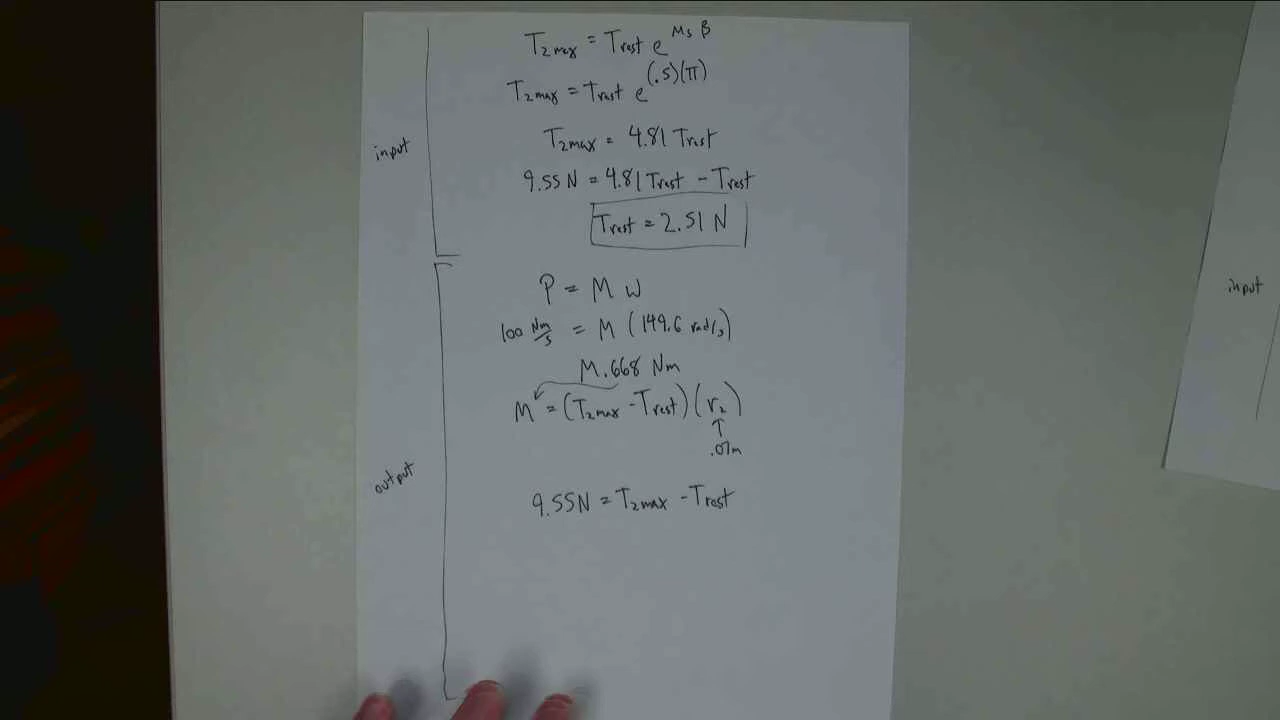 T₂max = Trest e^Ms β
T₂max = Trest e^(.5)(π)
T₂max = 4.81 Trest
input
9.55 N = 4.81 Trest - Trest
Trest = 2.51 N
P = M ω
100 Nm/s = M (149.6 rad/s)
M .668 Nm
M = (T₂max - Trest) (r₂)
↑
.07m
output
9.55N = T₂max - Trest
input